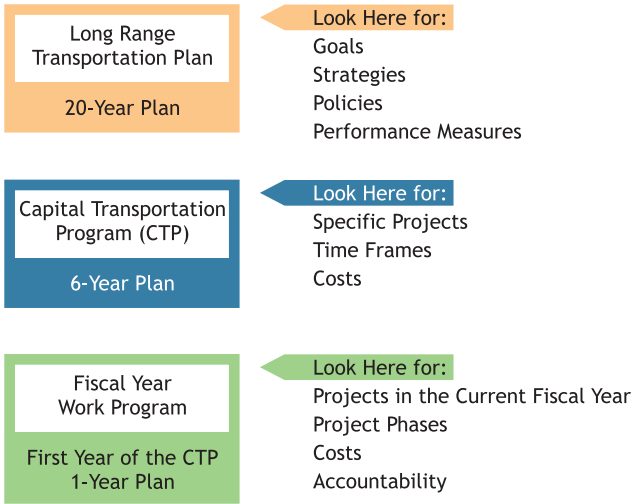 Long Range
Transportation Plan
20-Year Plan
Look Here for:
Goals
Strategies
Policies
Performance Measures
Capital Transportation
Program (CTP)
6-Year Plan
Look Here for:
Specific Projects
Time Frames
Costs
Fiscal Year
Work Program
First Year of the CTP
1-Year Plan
Look Here for:
Projects in the Current Fiscal Year
Project Phases
Costs
Accountability